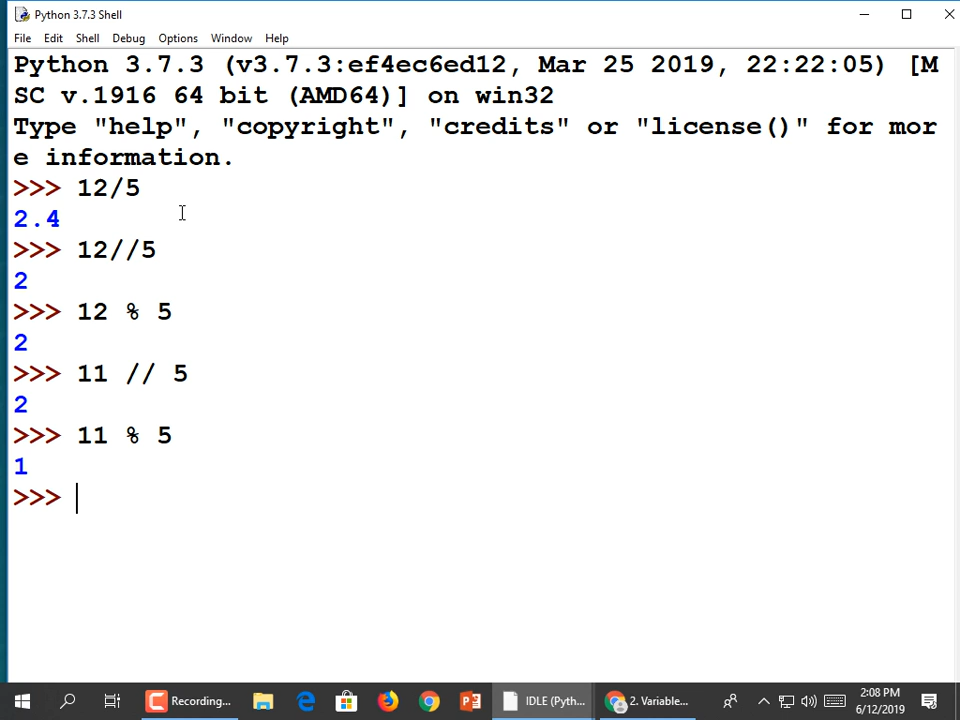 Python 3.7.3 Shell
File Edit Shell Debug Options Window Help
Python 3.7.3 (v3.7.3:ef4ec6ed12, Mar 25 2019, 22:22:05) [M
SC v.1916 64 bit (AMD64)] on win32
Type "help", "copyright", "credits" or "license()" for mor
e information.
>>> 12/5
2.4
>>> 12//5
2
>>> 12 % 5
2
>>> 11 // 5
2
>>> 11 % 5
1
>>>
Recording... IDLE (Pyth... 2. Variable... 2:08 PM
6/12/2019